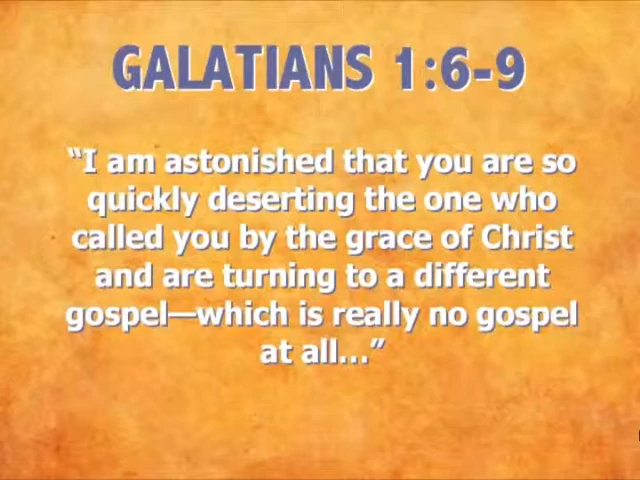 GALATIANS 1:6-9
“I am astonished that you are so
quickly deserting the one who
called you by the grace of Christ
and are turning to a different
gospel—which is really no gospel
at all…”